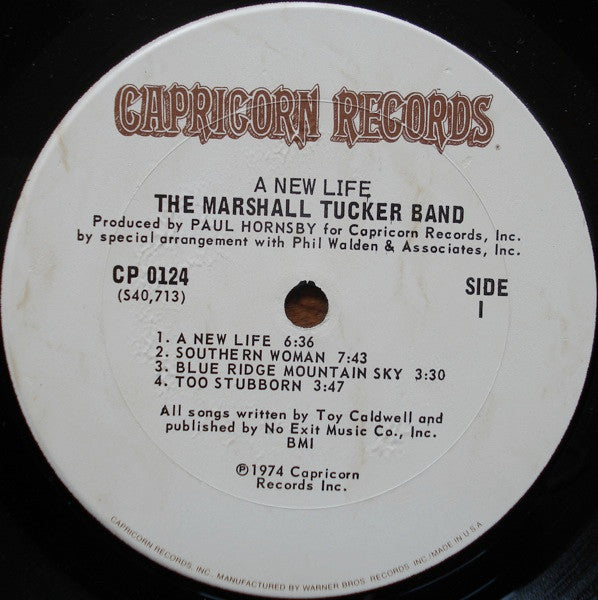 CAPRICORN RECORDS
A NEW LIFE
THE MARSHALL TUCKER BAND
Produced by PAUL HORNSBY for Capricorn Records, Inc.
by special arrangement with Phil Walden & Associates, Inc.
CP 0124
(S40,713)
SIDE
I
1. A NEW LIFE 6:36
2. SOUTHERN WOMAN 7:43
3. BLUE RIDGE MOUNTAIN SKY 3:30
4. TOO STUBBORN 3:47
All songs written by Toy Caldwell and
published by No Exit Music Co., Inc.
BMI
℗1974 Capricorn
Records Inc.
CAPRICORN RECORDS, INC. MANUFACTURED BY WARNER BROS. RECORDS INC./MADE IN U.S.A